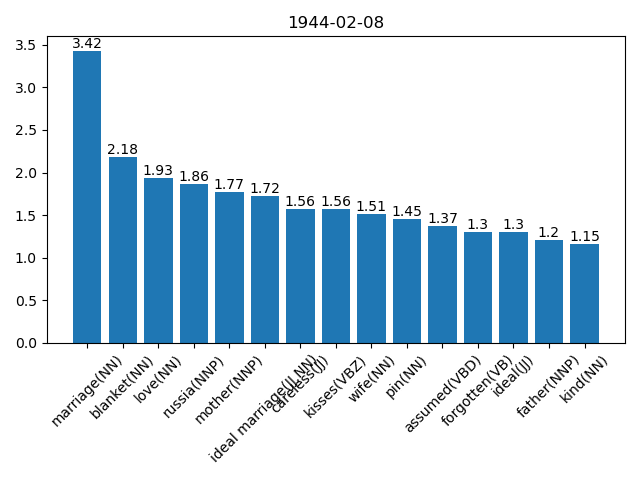 1944-02-08
3.5
3.0
2.5
2.0
1.5
1.0
0.5
0.0
3.42
2.18
1.93
1.86
1.77
1.72
1.56
1.56
1.51
1.45
1.37
1.3
1.3
1.2
1.15
marriage(NN)
blanket(NN)
love(NN)
russia(NNP)
mother(NNP)
ideal marriage(JJ NN)
careless(JJ)
kisses(VBZ)
wife(NN)
pin(NN)
assumed(VBD)
forgotten(VB)
ideal(JJ)
father(NNP)
kind(NN)